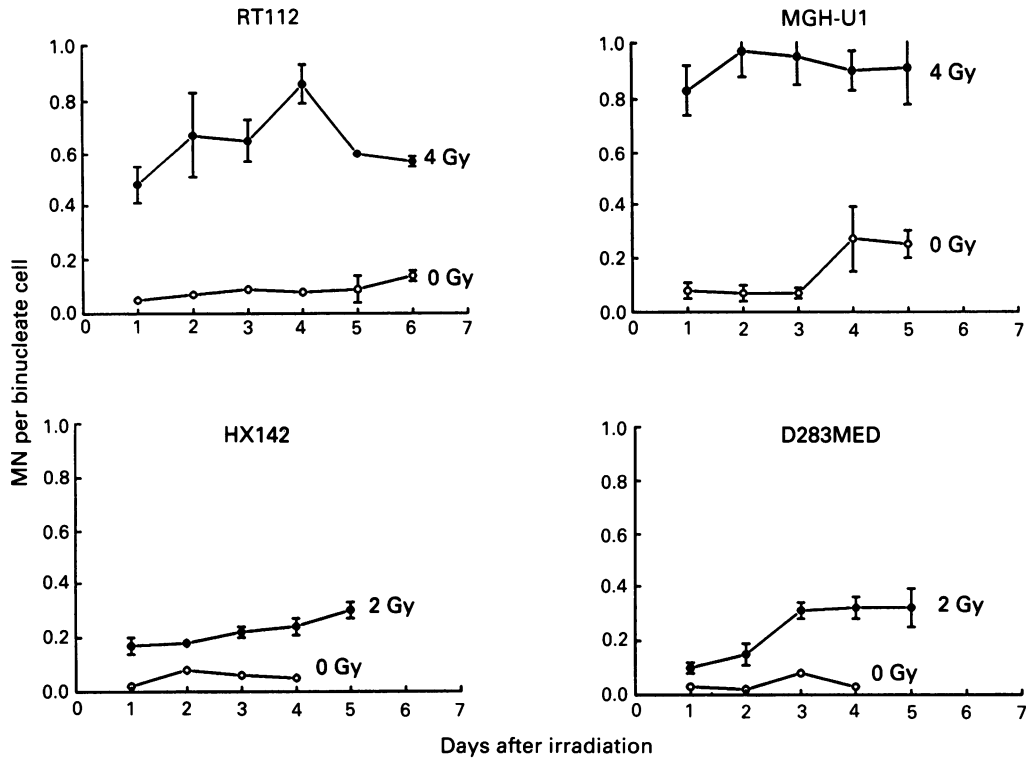 RT112
1.0
0.8
0.6
0.4
0.2
0.0
4 Gy
0 Gy
0 1 2 3 4 5 6 7
MGH-U1
1.0
0.8
0.6
0.4
0.2
0.0
4 Gy
0 Gy
0 1 2 3 4 5 6 7
MN per binucleate cell
HX142
1.0
0.8
0.6
0.4
0.2
0.0
2 Gy
0 Gy
0 1 2 3 4 5 6 7
D283MED
1.0
0.8
0.6
0.4
0.2
0.0
2 Gy
0 Gy
0 1 2 3 4 5 6 7
Days after irradiation